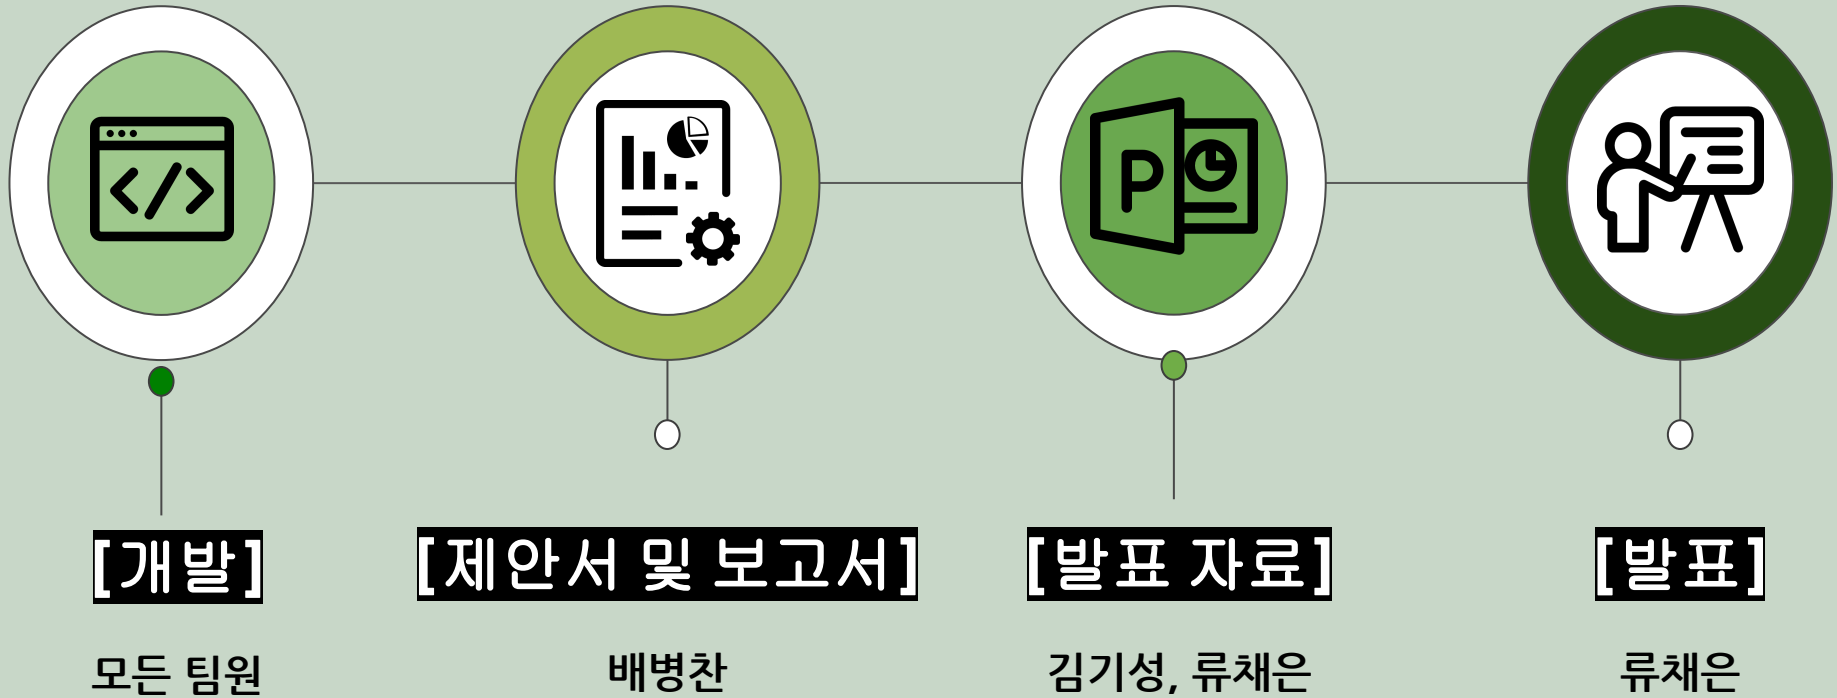 </>
P
[개발]
[제안서 및 보고서]
[발표 자료]
[발표]
모든 팀원
배병찬
김기성, 류채은
류채은